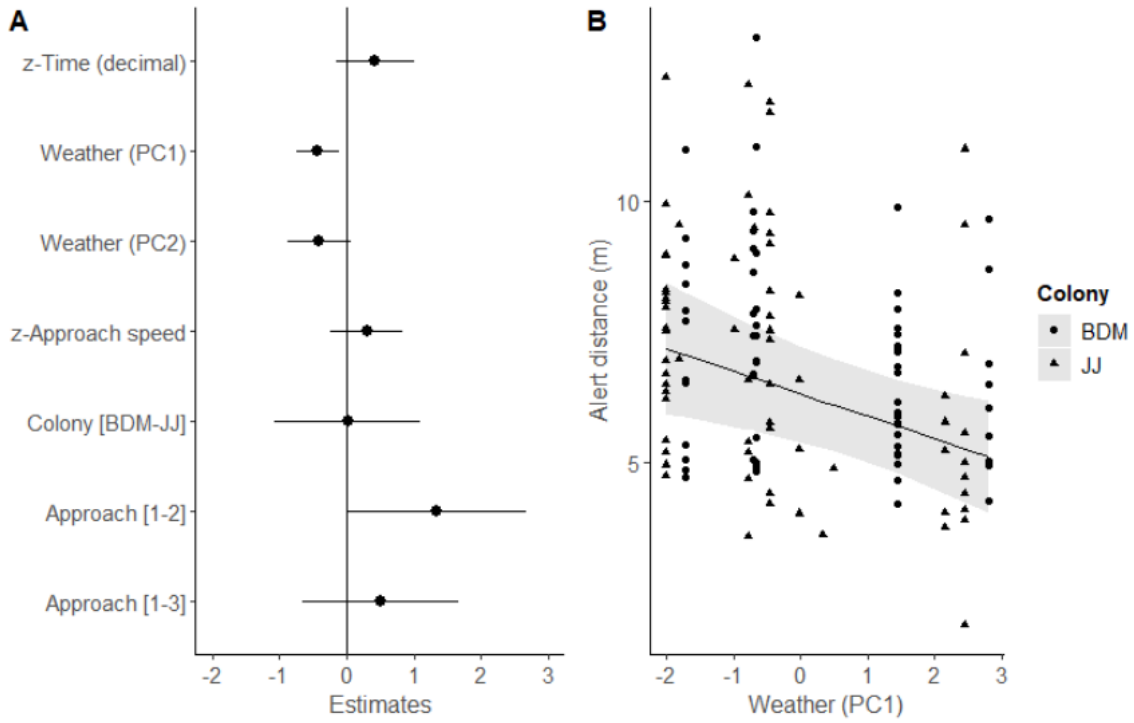 A
z-Time (decimal)
Weather (PC1)
Weather (PC2)
z-Approach speed
Colony [BDM-JJ]
Approach [1-2]
Approach [1-3]
-2 -1 0 1 2 3
Estimates
B
10
5
Alert distance (m)
-2 -1 0 1 2 3
Weather (PC1)
Colony
BDM
JJ